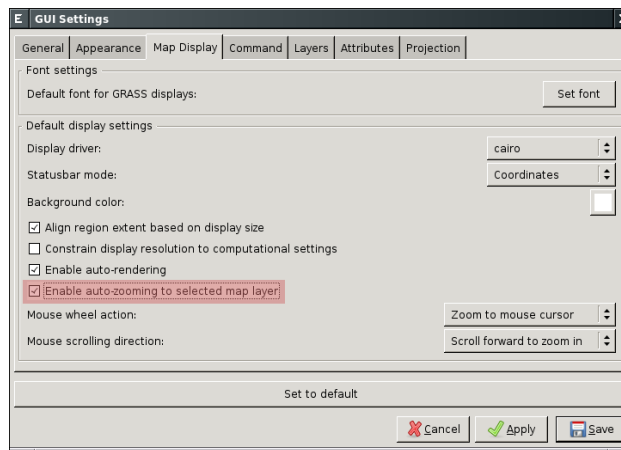 E GUI Settings
General Appearance Map Display Command Layers Attributes Projection
Font settings
Default font for GRASS displays: Set font
Default display settings
Display driver: cairo
Statusbar mode: Coordinates
Background color:
Align region extent based on display size
Constrain display resolution to computational settings
Enable auto-rendering
Enable auto-zooming to selected map layer
Mouse wheel action: Zoom to mouse cursor
Mouse scrolling direction: Scroll forward to zoom in
Set to default
Cancel Apply Save